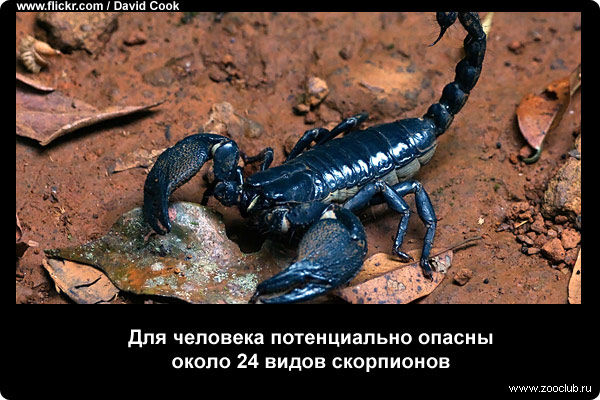 www.flickr.com / David Cook
Для человека потенциально опасны
около 24 видов скорпионов
www.zooclub.ru